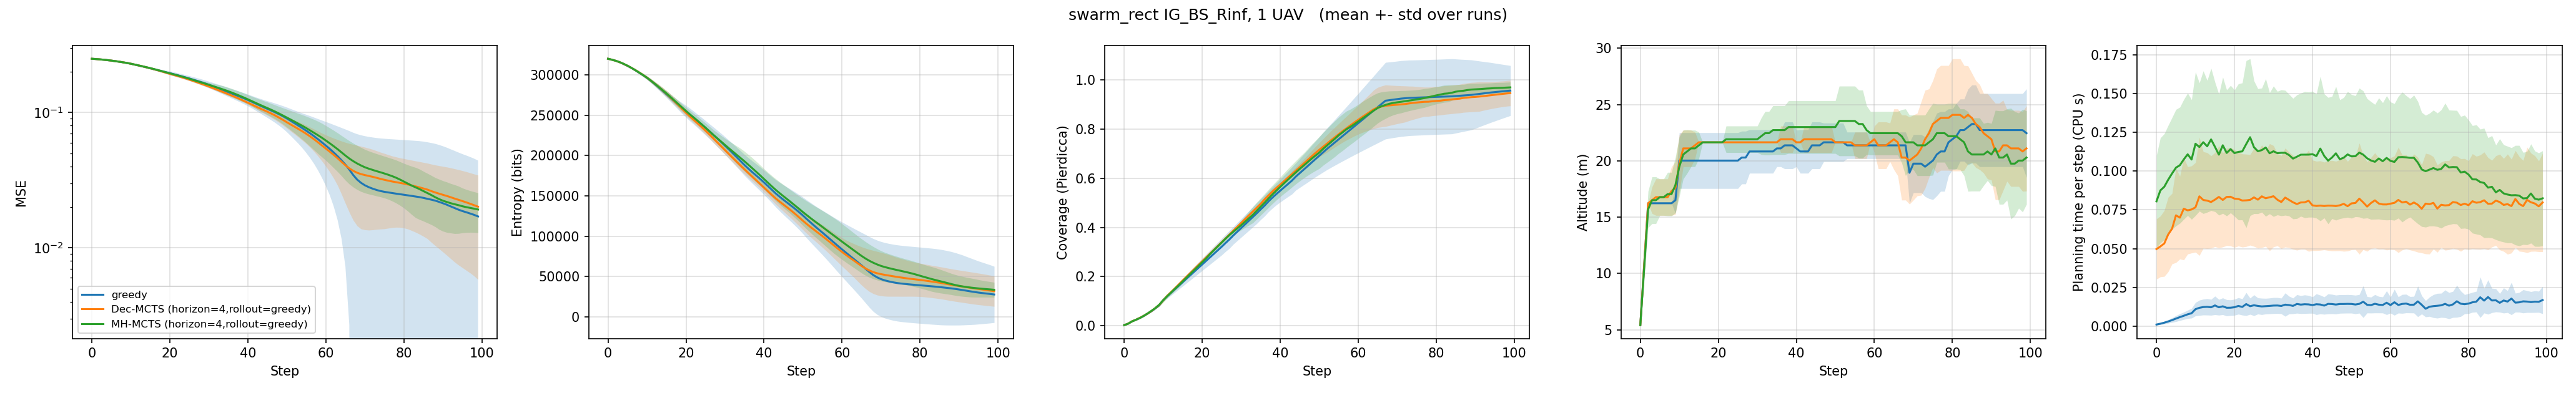 swarm_rect IG_BS_Rinf, 1 UAV   (mean +- std over runs)
MSE
10⁻¹
10⁻²
0 20 40 60 80 100
Step
greedy
Dec-MCTS (horizon=4,rollout=greedy)
MH-MCTS (horizon=4,rollout=greedy)
Entropy (bits)
300000
250000
200000
150000
100000
50000
0
0 20 40 60 80 100
Step
Coverage (Pierdicca)
1.0
0.8
0.6
0.4
0.2
0.0
0 20 40 60 80 100
Step
Altitude (m)
30
25
20
15
10
5
0 20 40 60 80 100
Step
Planning time per step (CPU s)
0.175
0.150
0.125
0.100
0.075
0.050
0.025
0.000
0 20 40 60 80 100
Step